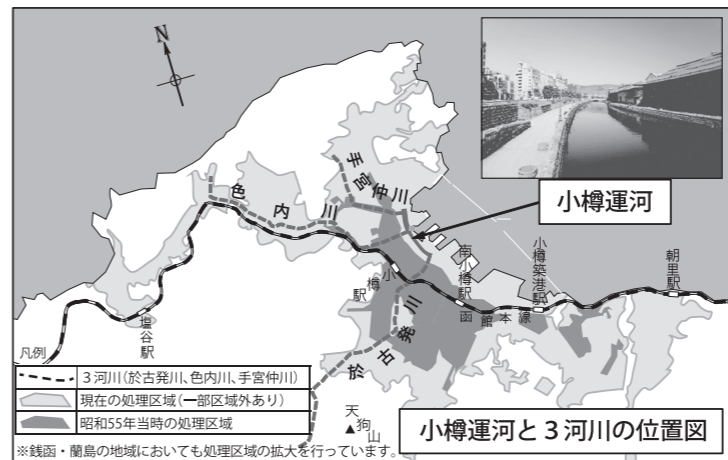 N
手宮仲川
色内川
小樽運河
小樽駅
南小樽駅
小樽築港駅
朝里駅
函館本線
塩谷駅
於古発川
天狗山
凡例
3河川(於古発川、色内川、手宮仲川)
現在の処理区域(一部区域外あり)
昭和55年当時の処理区域
※銭函・蘭島の地域においても処理区域の拡大を行っています。
小樽運河と3河川の位置図